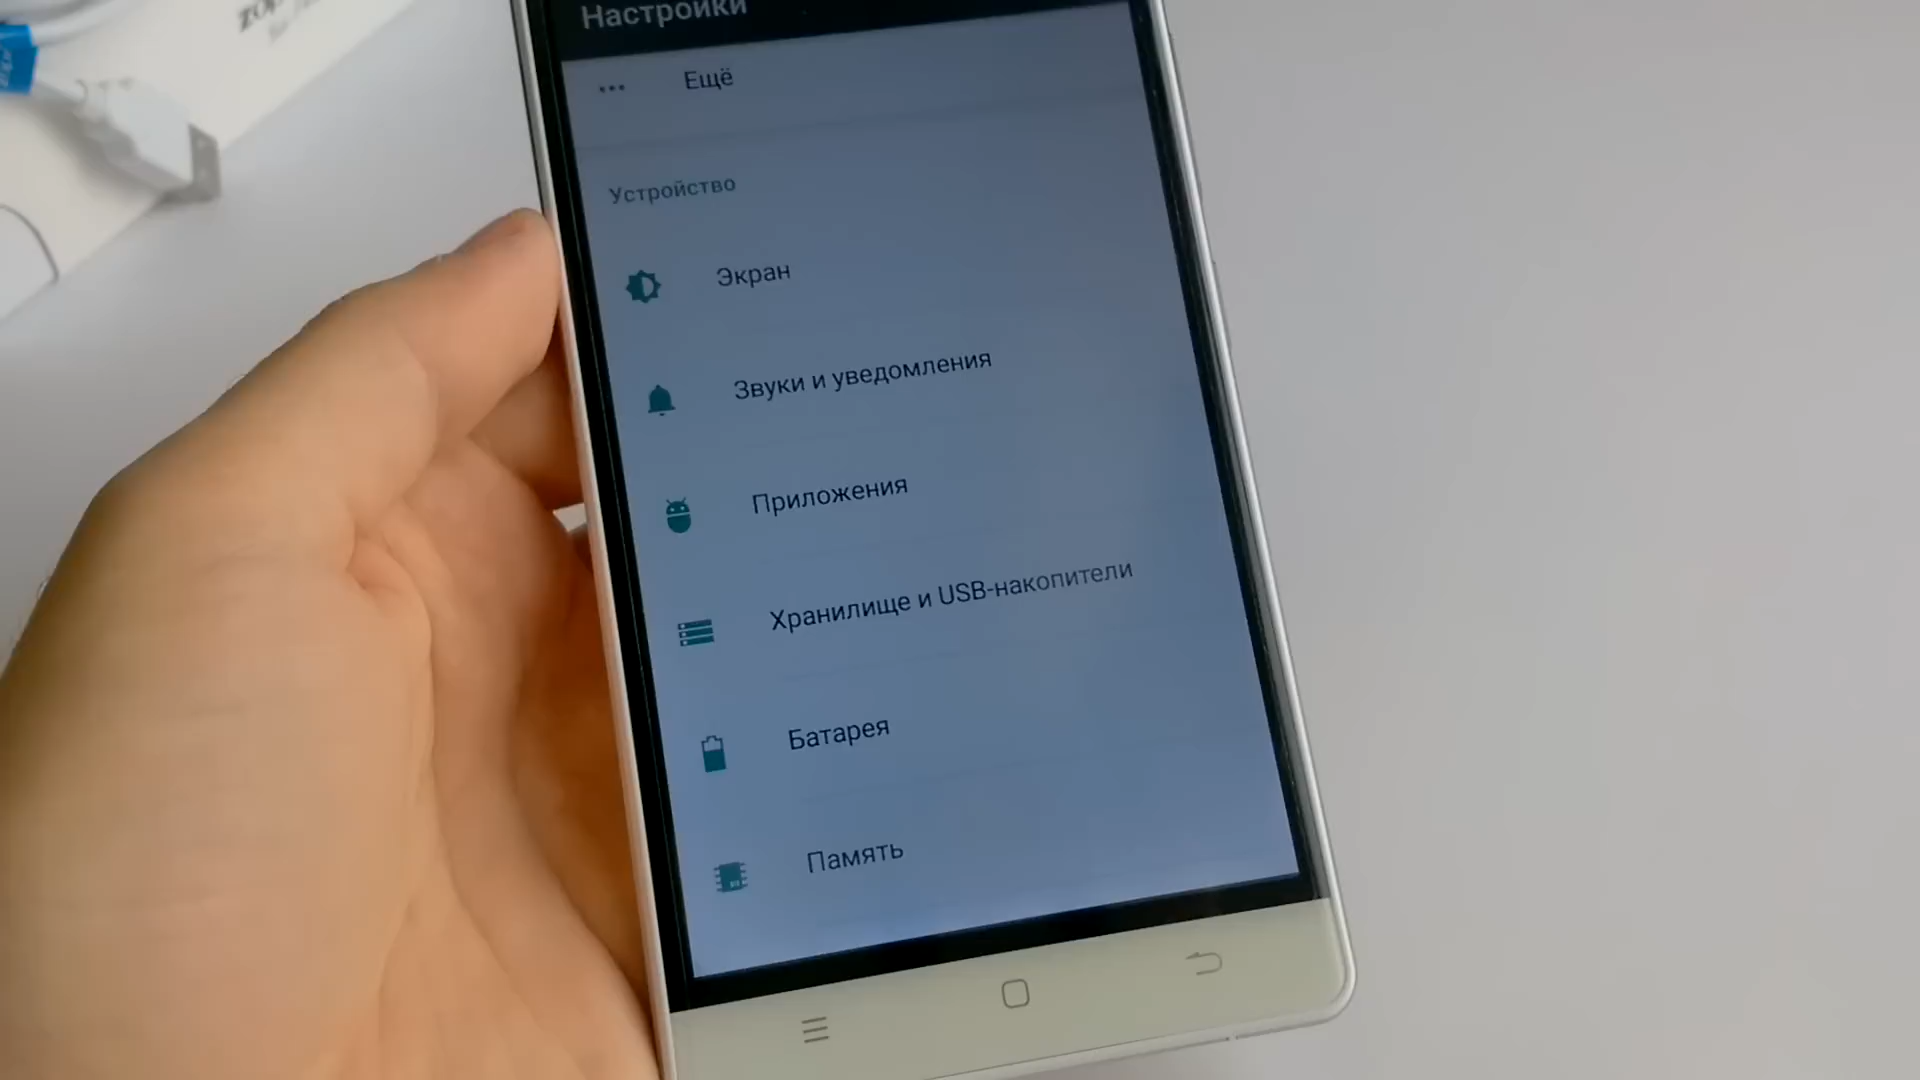 Настройки
Ещё
Устройство
Экран
Звуки и уведомления
Приложения
Хранилище и USB-накопители
Батарея
Память